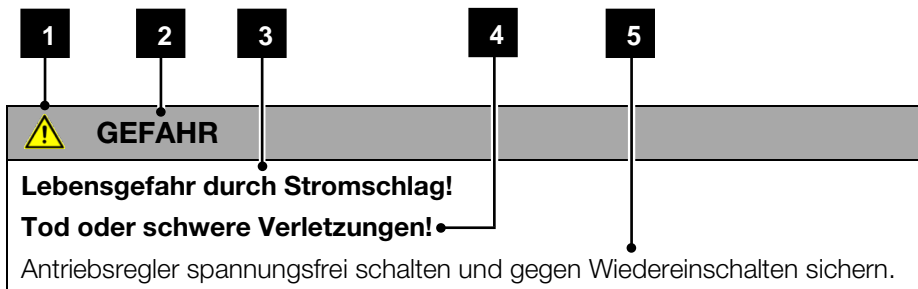 1 2 3 4 5
GEFAHR
Lebensgefahr durch Stromschlag!
Tod oder schwere Verletzungen!
Antriebsregler spannungsfrei schalten und gegen Wiedereinschalten sichern.